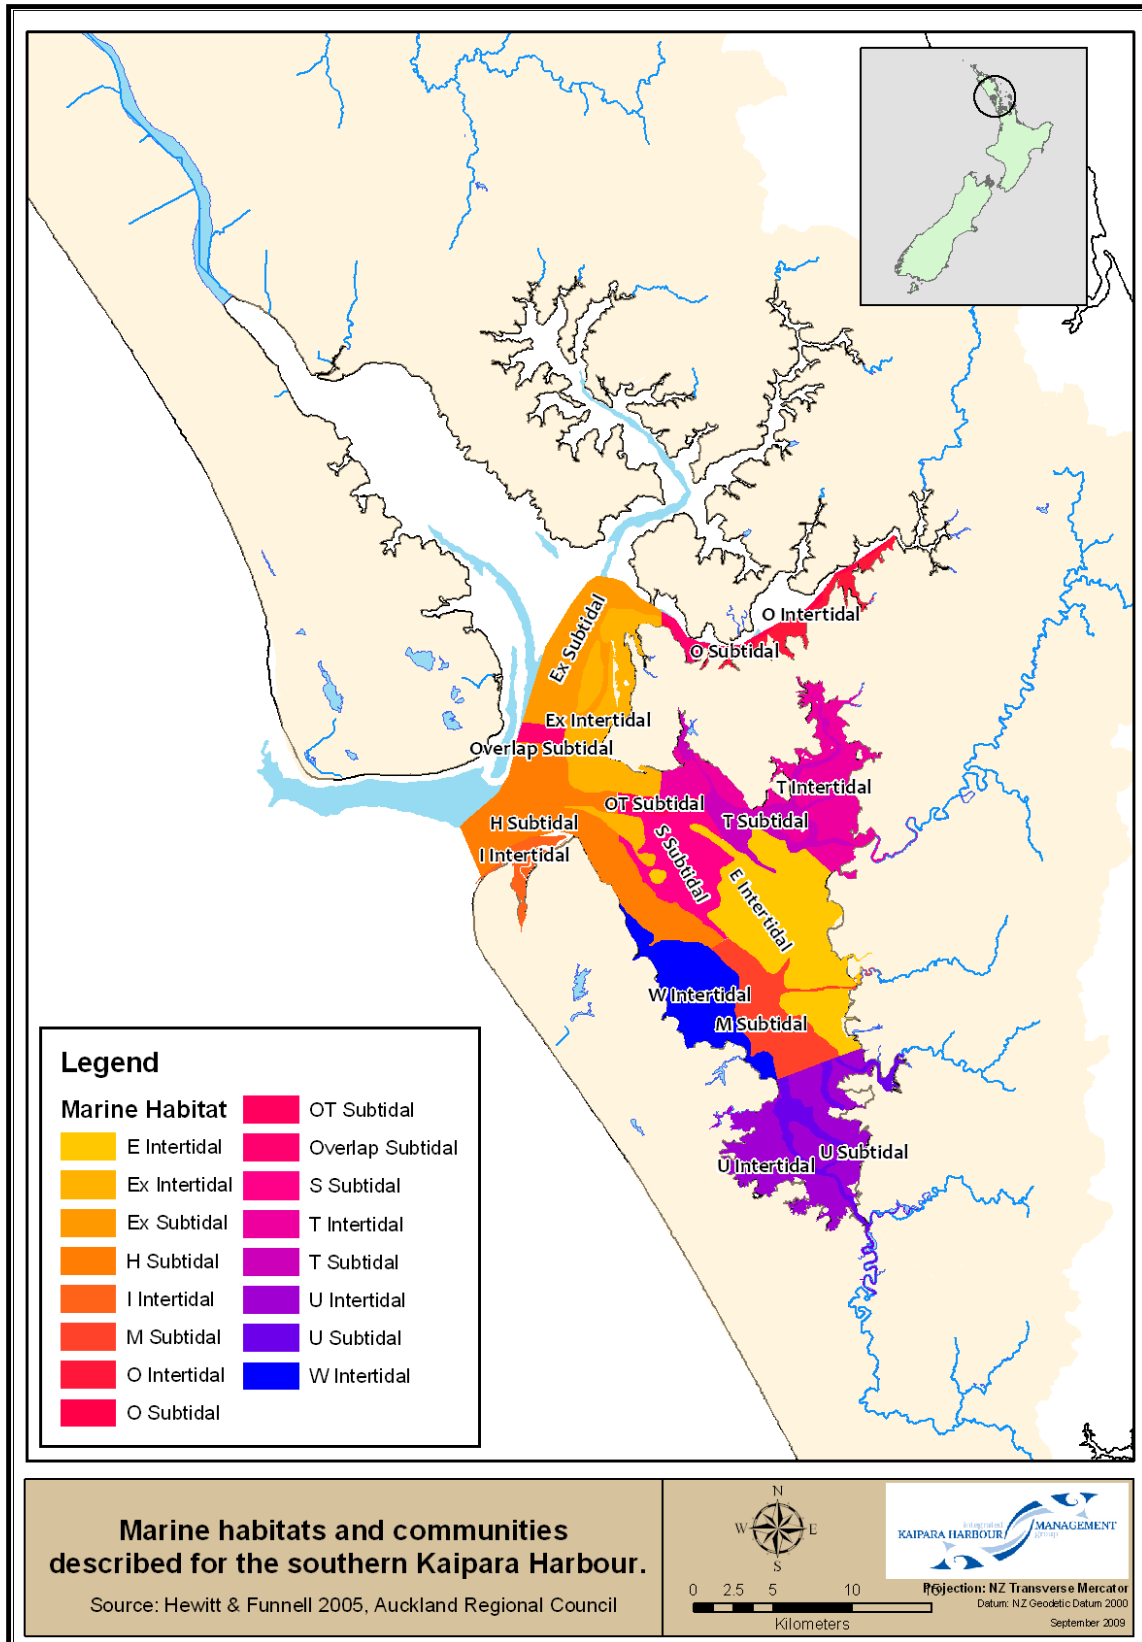 Ex Subtidal
O Intertidal
O Subtidal
Ex Intertidal
Overlap Subtidal
T Intertidal
OT Subtidal
T Subtidal
H Subtidal
S Subtidal
I Intertidal
E Intertidal
W Intertidal
M Subtidal
U Subtidal
U Intertidal
Legend
Marine Habitat
E Intertidal
Ex Intertidal
Ex Subtidal
H Subtidal
I Intertidal
M Subtidal
O Intertidal
O Subtidal
OT Subtidal
Overlap Subtidal
S Subtidal
T Intertidal
T Subtidal
U Intertidal
U Subtidal
W Intertidal
Marine habitats and communities
described for the southern Kaipara Harbour.
Source: Hewitt & Funnell 2005, Auckland Regional Council
N
W E
S
0 2.5 5 10 15
Kilometers
integrated
KAIPARA HARBOUR MANAGEMENT
group
Projection: NZ Transverse Mercator
Datum: NZ Geodetic Datum 2000
September 2009